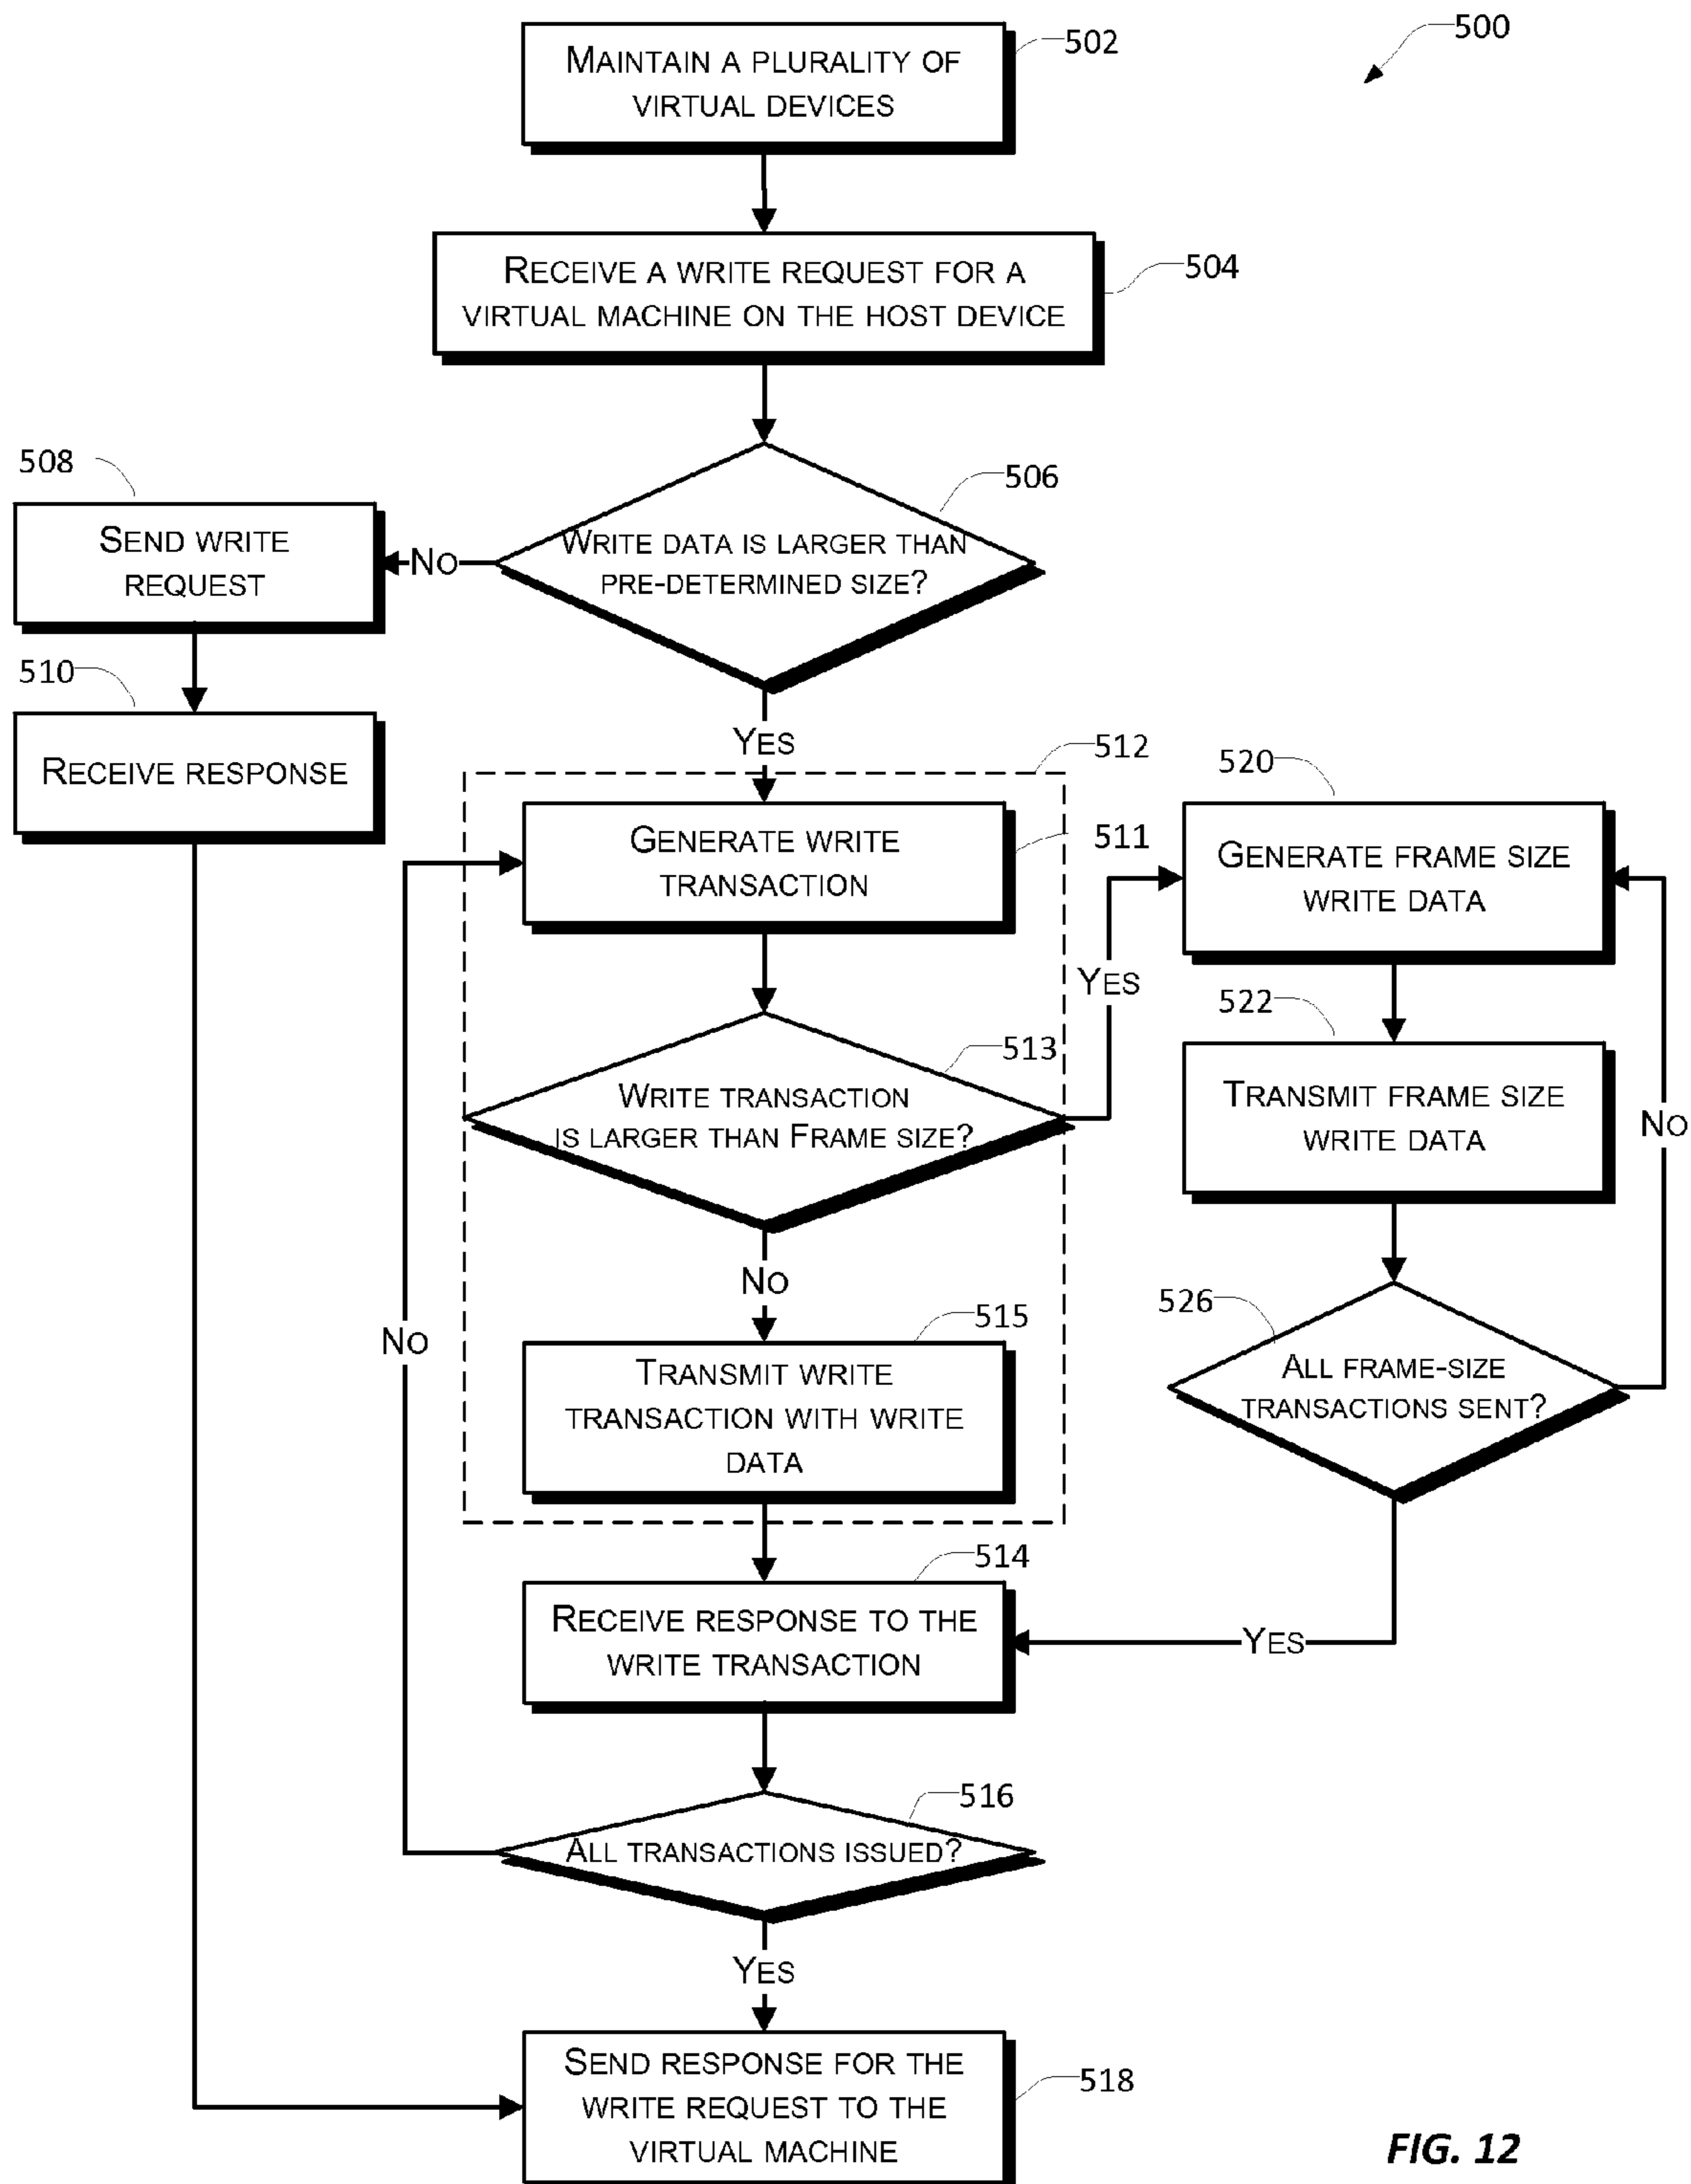 500
502
MAINTAIN A PLURALITY OF
VIRTUAL DEVICES
504
RECEIVE A WRITE REQUEST FOR A
VIRTUAL MACHINE ON THE HOST DEVICE
506
WRITE DATA IS LARGER THAN
PRE-DETERMINED SIZE?
NO
508
SEND WRITE
REQUEST
510
RECEIVE RESPONSE
YES
512
GENERATE WRITE
TRANSACTION
511
513
WRITE TRANSACTION
IS LARGER THAN FRAME SIZE?
YES
520
GENERATE FRAME SIZE
WRITE DATA
522
TRANSMIT FRAME SIZE
WRITE DATA
NO
526
ALL FRAME-SIZE
TRANSACTIONS SENT?
YES
NO
515
TRANSMIT WRITE
TRANSACTION WITH WRITE
DATA
514
RECEIVE RESPONSE TO THE
WRITE TRANSACTION
516
ALL TRANSACTIONS ISSUED?
NO
YES
SEND RESPONSE FOR THE
WRITE REQUEST TO THE
VIRTUAL MACHINE
518
FIG. 12